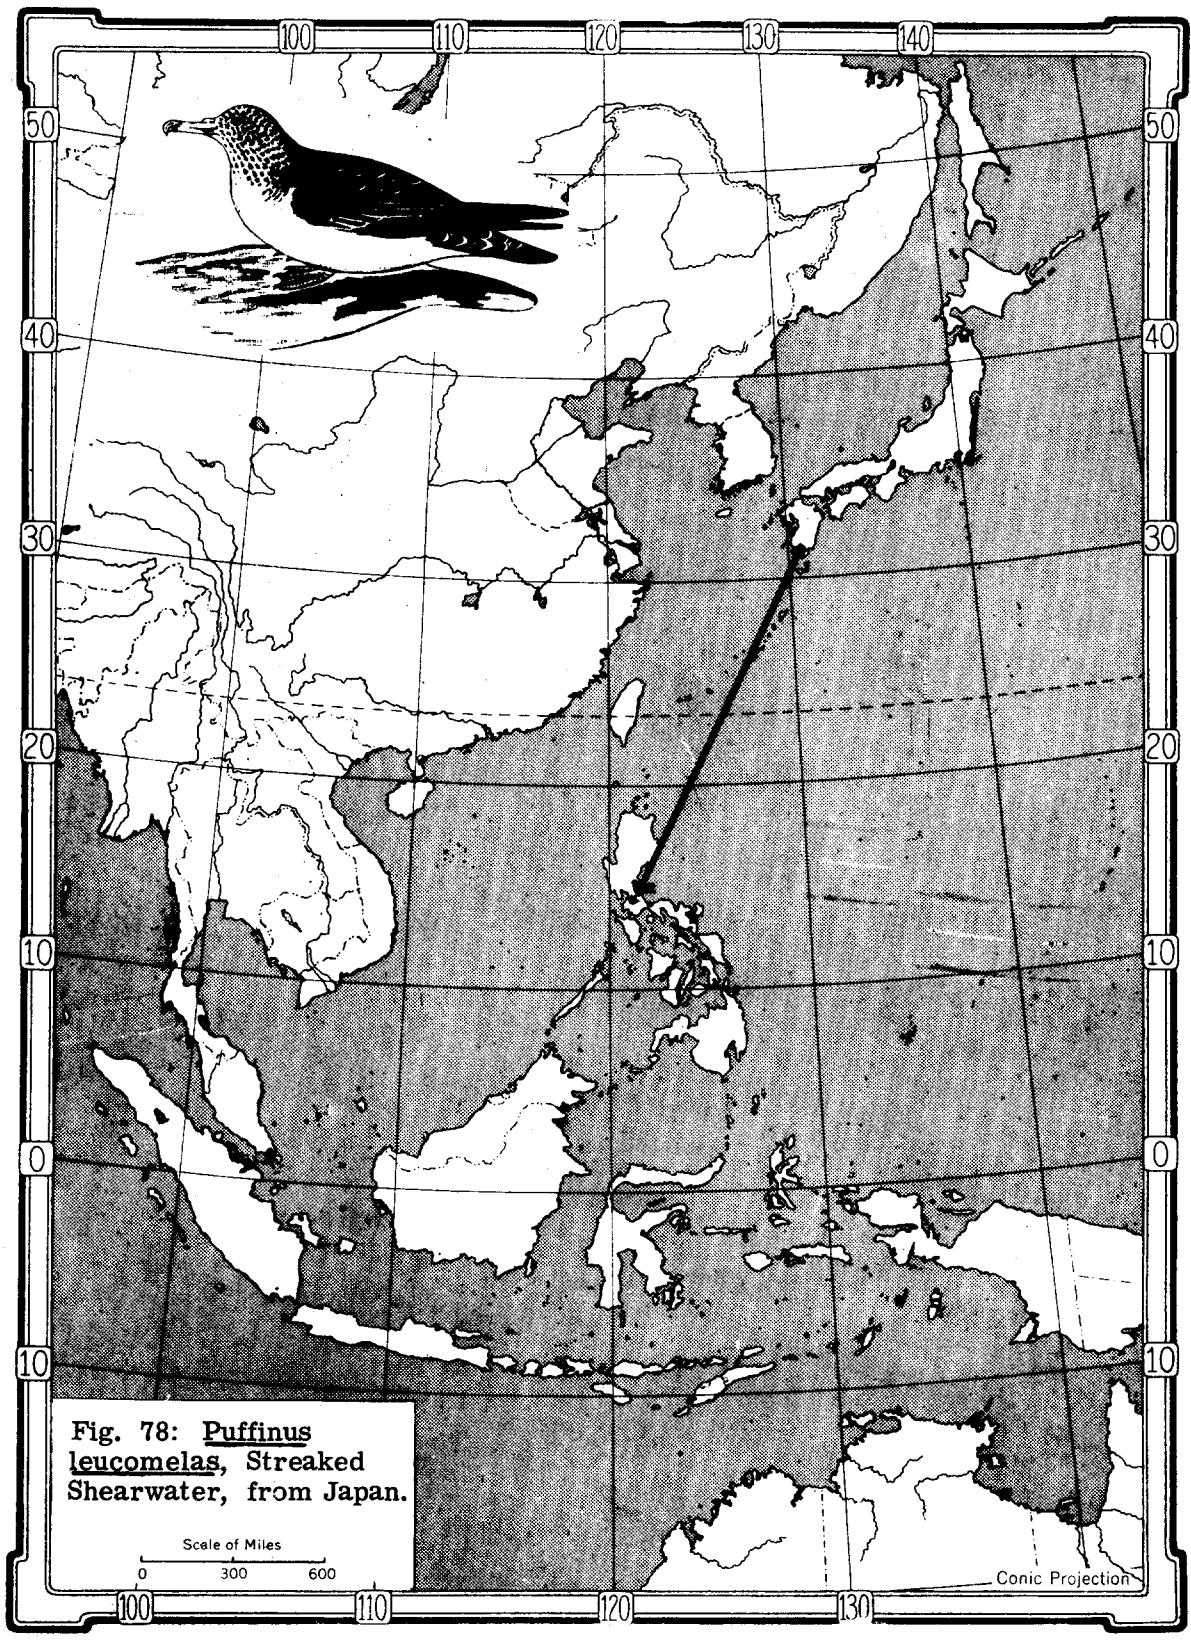 100 110 120 130 140
50 50
40 40
30 30
20 20
10 10
0 0
10 10
Fig. 78: Puffinus
leucomelas, Streaked
Shearwater, from Japan.
Scale of Miles
0 300 600
Conic Projection
100 110 120 130